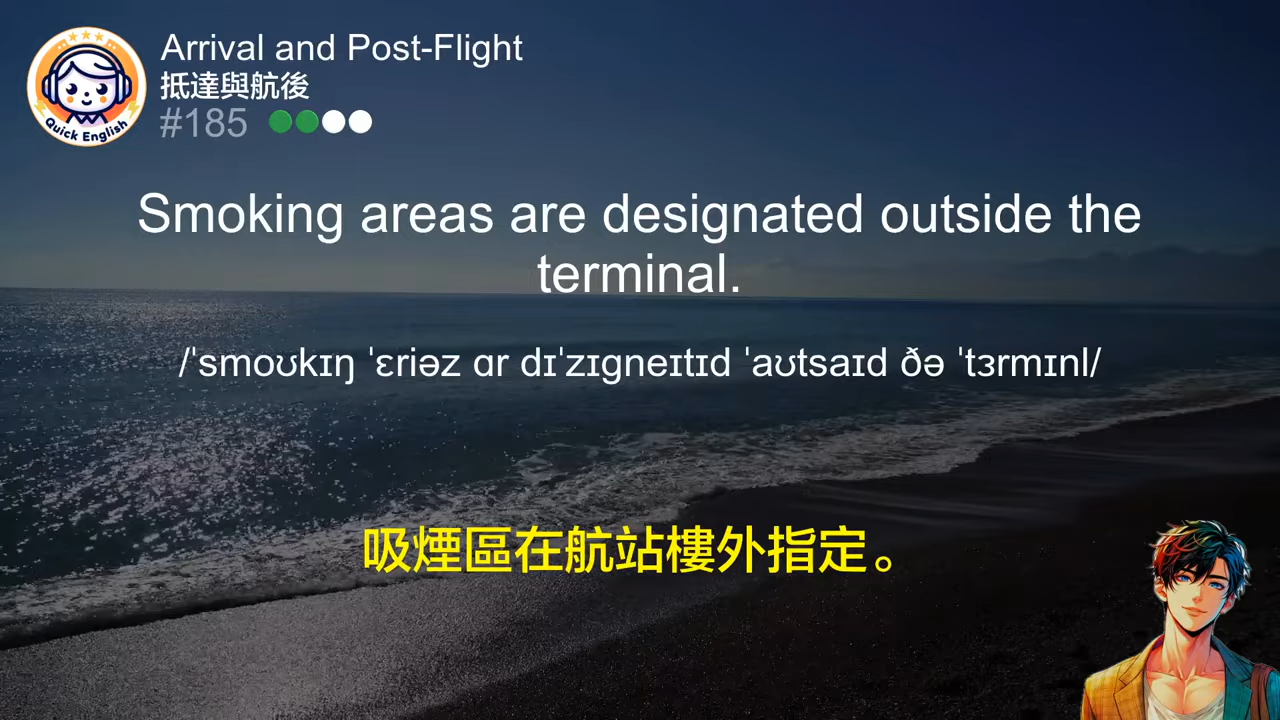 Arrival and Post-Flight
抵達與航後
#185
Quick English
Smoking areas are designated outside the
terminal.
/ˈsmoʊkɪŋ ˈɛriəz ɑr dɪˈzɪgneɪtɪd ˈaʊtsaɪd ðə ˈtɜrmɪnl/
吸煙區在航站樓外指定。